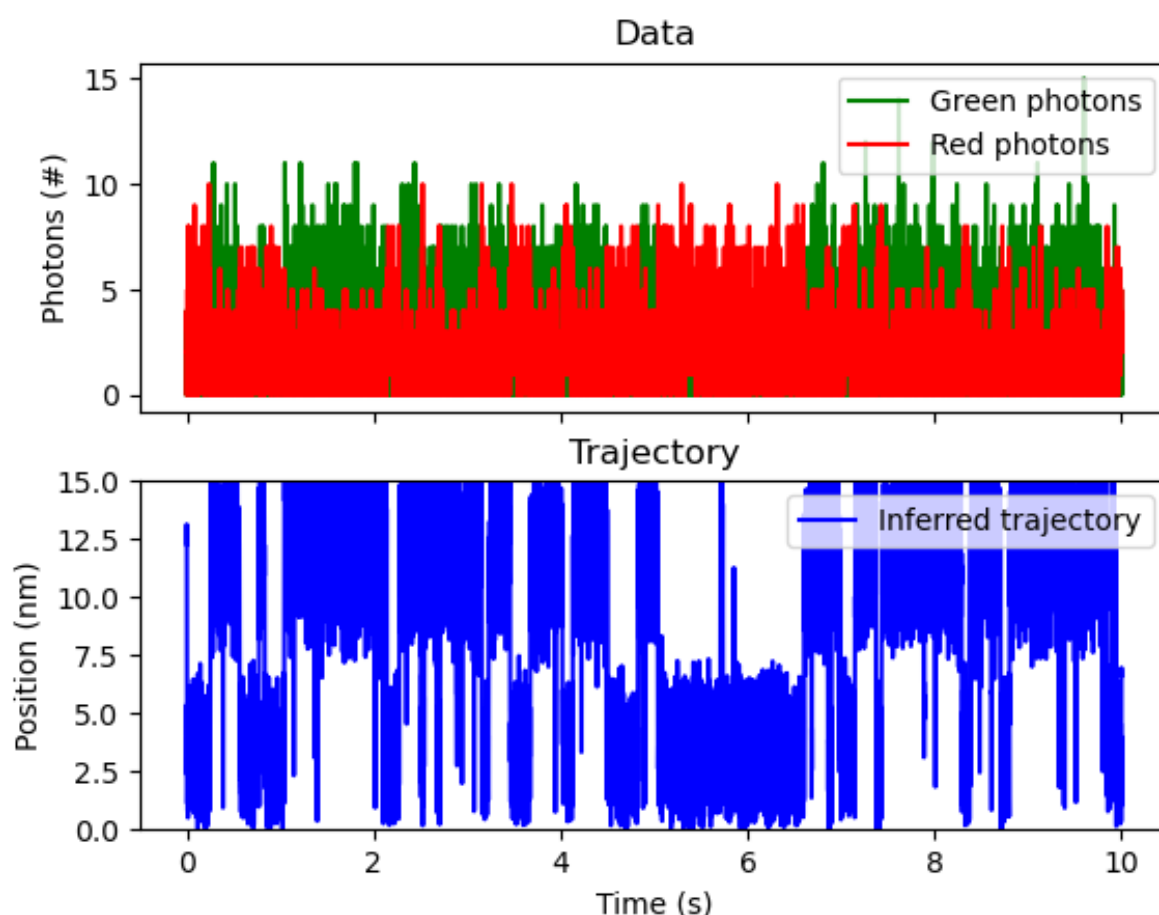 Data
Photons (#)
15
10
5
0
Green photons
Red photons
Trajectory
Position (nm)
15.0
12.5
10.0
7.5
5.0
2.5
0.0
Inferred trajectory
0 2 4 6 8 10
Time (s)